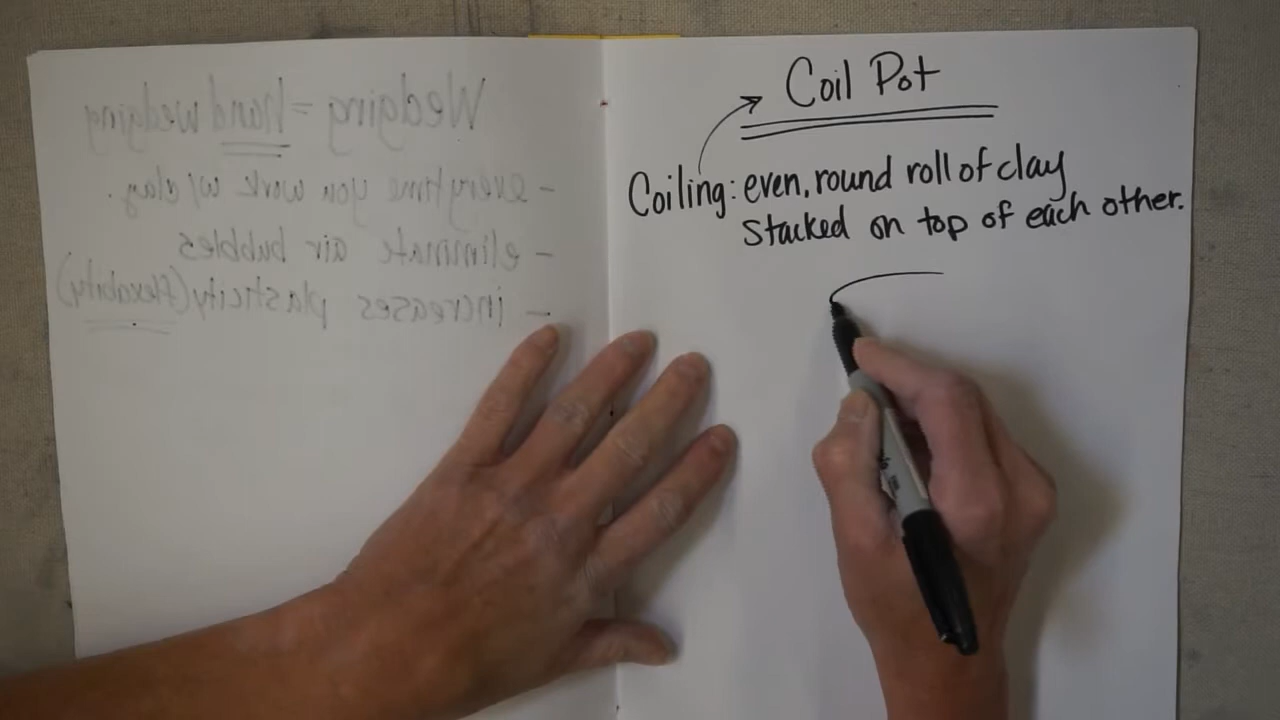 Wedging = hand wedging
- everytime you work w/ clay.
- eliminate air bubbles
- increases plasticity (flexabilty)
Coil Pot
Coiling: even, round roll of clay
stacked on top of each other.